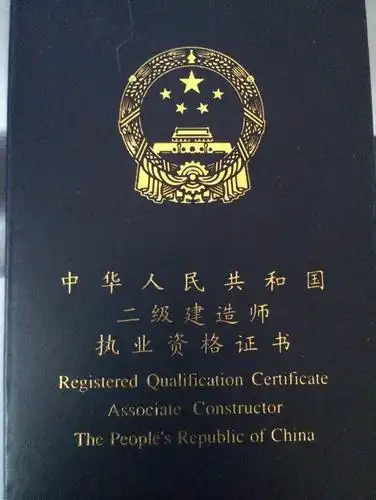 中华人民共和国
二级建造师
执业资格证书
Registered Qualification Certificate
Associate Constructor
The People's Republic of China